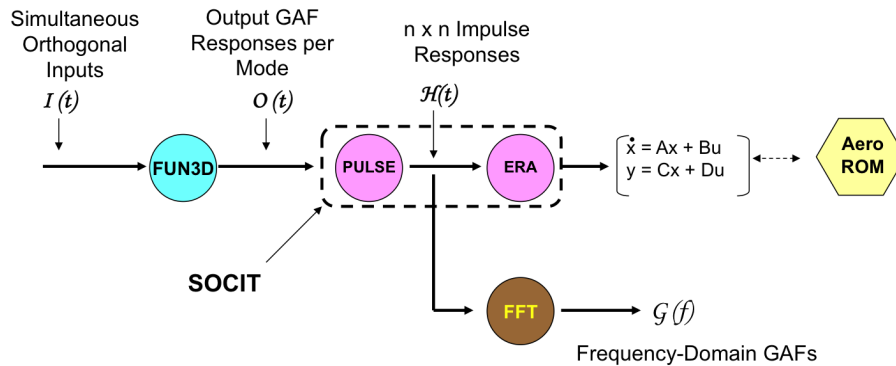 Simultaneous
Orthogonal
Inputs
I (t)
Output GAF
Responses per
Mode
O (t)
n x n Impulse
Responses
H(t)
FUN3D
PULSE
ERA
ẋ = Ax + Bu
y = Cx + Du
Aero
ROM
SOCIT
FFT
G (f)
Frequency-Domain GAFs